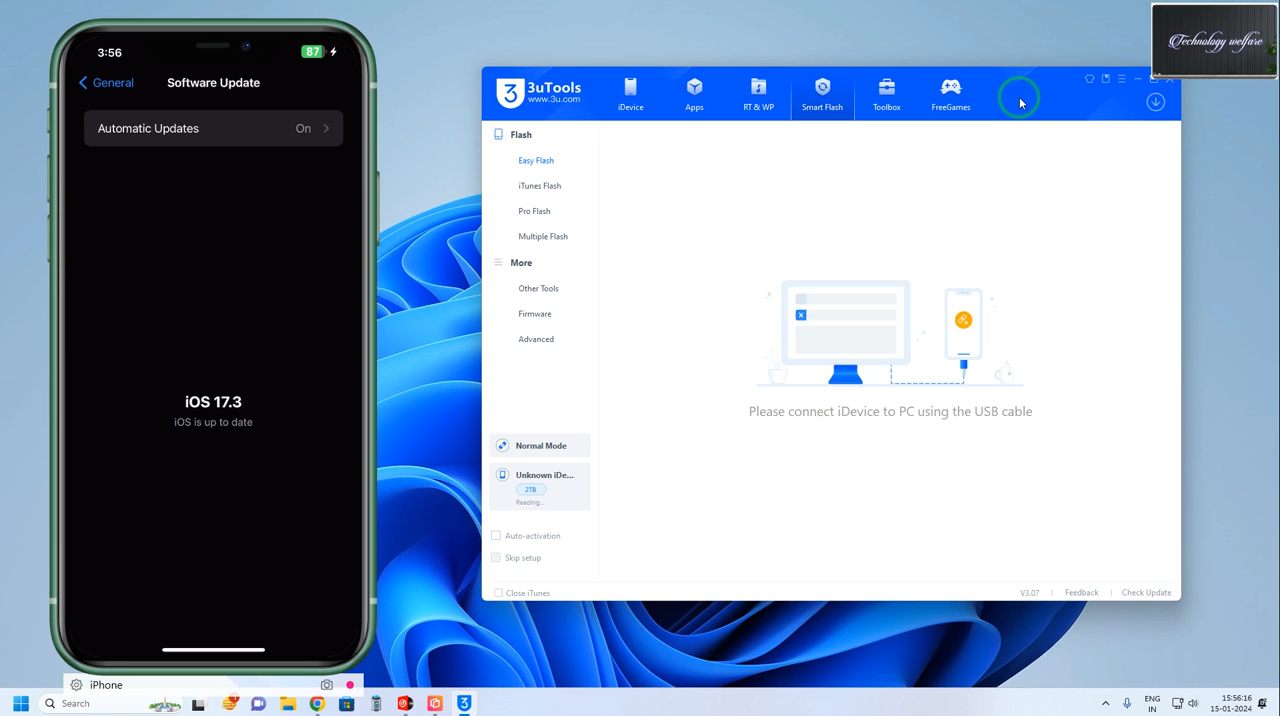 Technology welfare
3:56
87
General
Software Update
Automatic Updates
On
iOS 17.3
iOS is up to date
iPhone
3
3uTools
www.3u.com
iDevice
Apps
RT & WP
Smart Flash
Toolbox
FreeGames
Flash
Easy Flash
iTunes Flash
Pro Flash
Multiple Flash
More
Other Tools
Firmware
Advanced
Please connect iDevice to PC using the USB cable
Normal Mode
Unknown iDe...
2TB
Reading...
Auto-activation
Skip setup
Close iTunes
V3.07
Feedback
Check Update
Search
3
ENG
IN
15:56:16
15-01-2024